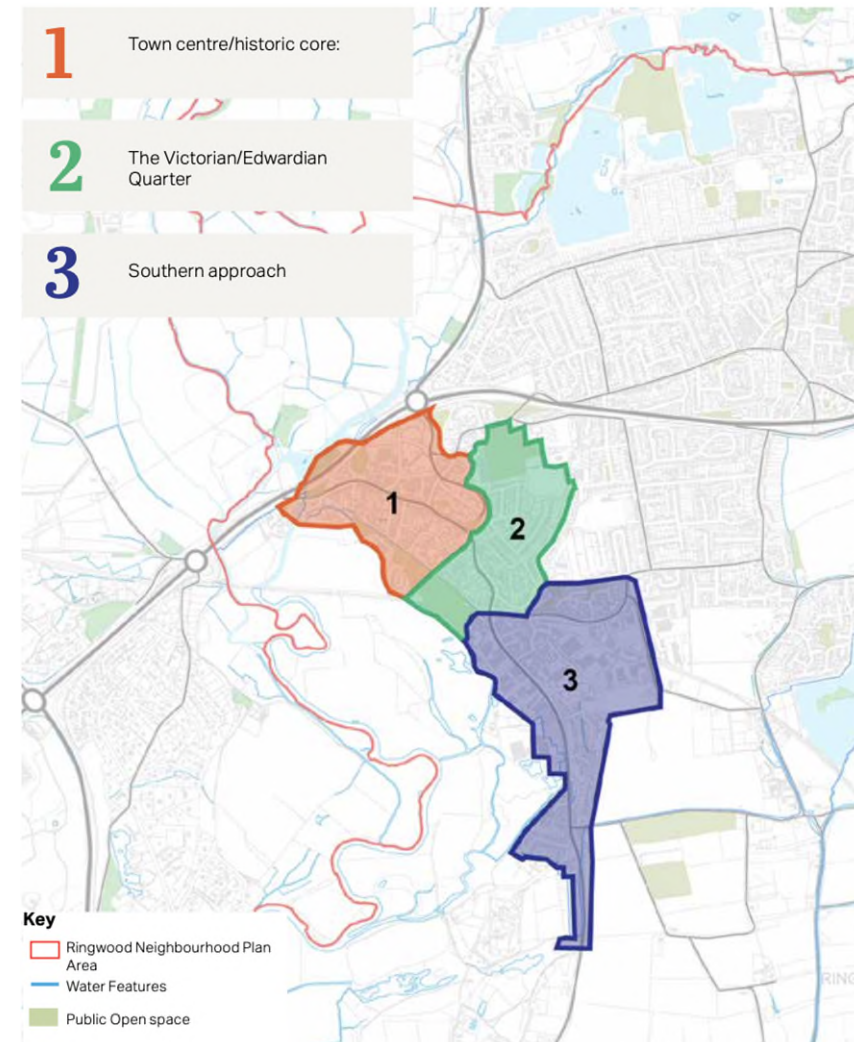 1
Town centre/historic core:
2
The Victorian/Edwardian
Quarter
3
Southern approach
1
2
3
Key
Ringwood Neighbourhood Plan
Area
Water Features
Public Open space
RING